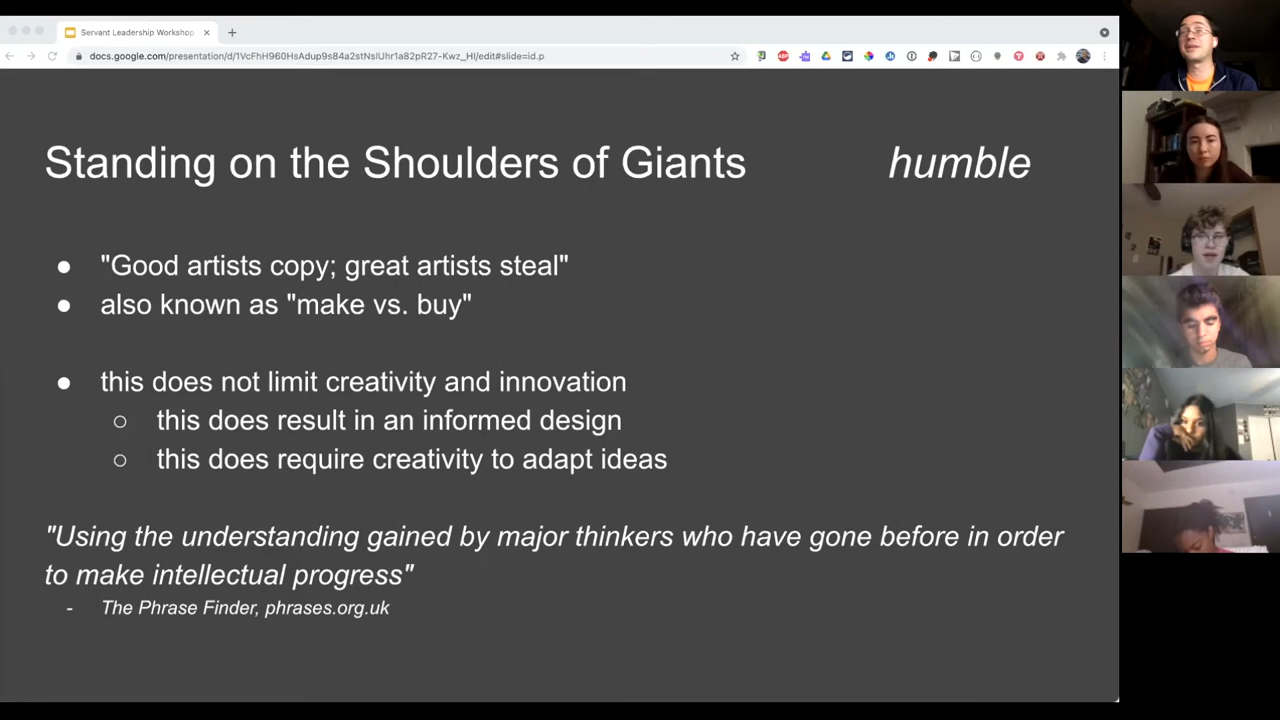 Servant Leadership Workshop
docs.google.com/presentation/d/1VcFhH960HsAdup9s84a2stNslUhr1a82pR27-Kwz_HI/edit#slide=id.p
Standing on the Shoulders of Giants humble
● "Good artists copy; great artists steal"
● also known as "make vs. buy"
● this does not limit creativity and innovation
○ this does result in an informed design
○ this does require creativity to adapt ideas
"Using the understanding gained by major thinkers who have gone before in order
to make intellectual progress"
- The Phrase Finder, phrases.org.uk